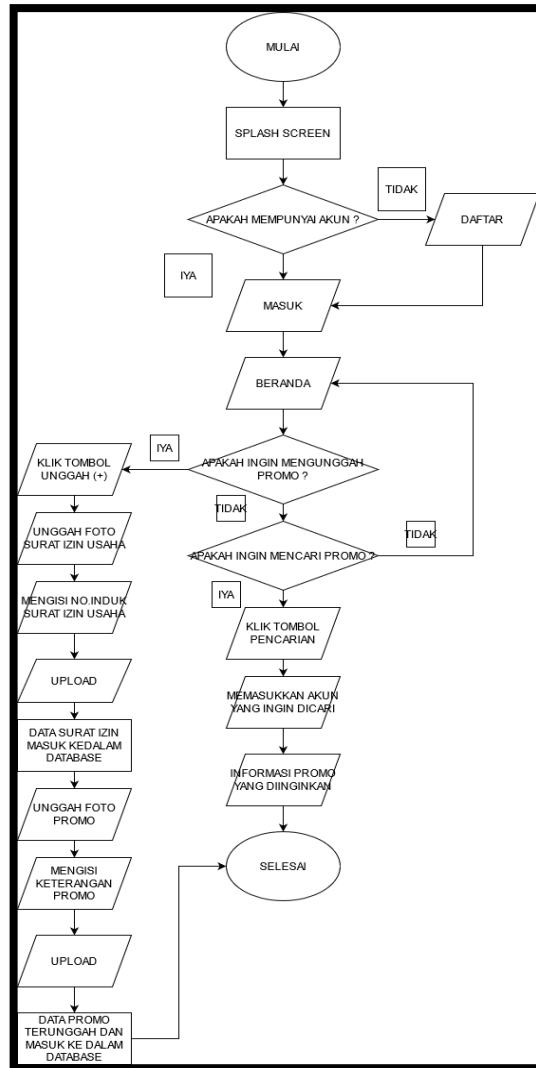 MULAI
SPLASH SCREEN
TIDAK
APAKAH MEMPUNYAI AKUN ?
DAFTAR
IYA
MASUK
BERANDA
IYA
APAKAH INGIN MENGUNGGAH
PROMO ?
KLIK TOMBOL
UNGGAH (+)
TIDAK
TIDAK
UNGGAH FOTO
SURAT IZIN USAHA
APAKAH INGIN MENCARI PROMO ?
IYA
MENGISI NO.INDUK
SURAT IZIN USAHA
KLIK TOMBOL
PENCARIAN
UPLOAD
MEMASUKKAN AKUN
YANG INGIN DICARI
DATA SURAT IZIN
MASUK KEDALAM
DATABASE
INFORMASI PROMO
YANG DIINGINKAN
UNGGAH FOTO
PROMO
SELESAI
MENGISI
KETERANGAN
PROMO
UPLOAD
DATA PROMO
TERUNGGAH DAN
MASUK KE DALAM
DATABASE